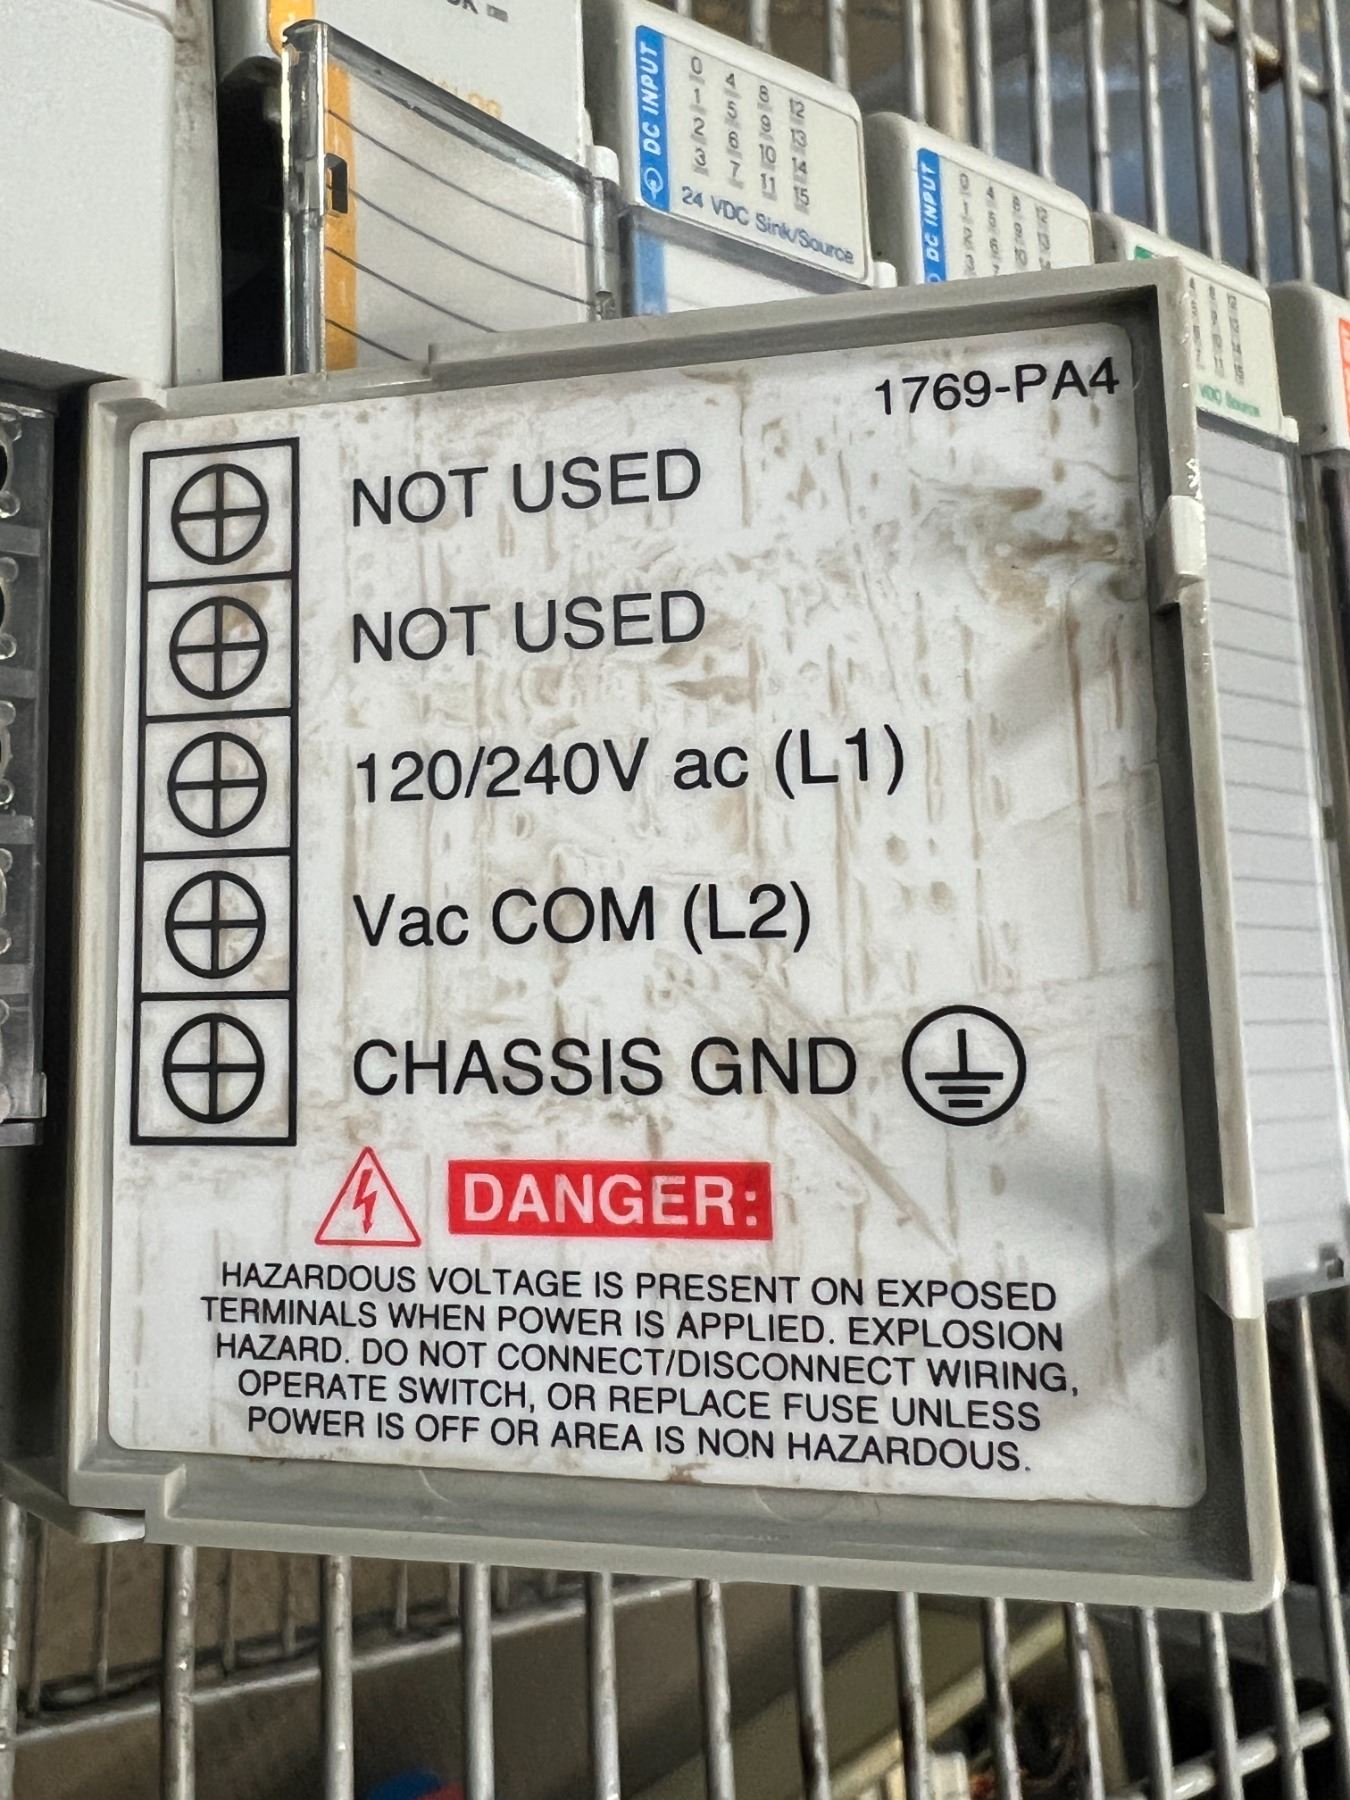 DC INPUT
0 4 8 12
1 5 9 13
2 6 10 14
3 7 11 15
24 VDC Sink/Source
DC INPUT
1769-PA4
NOT USED
NOT USED
120/240V ac (L1)
Vac COM (L2)
CHASSIS GND
DANGER:
HAZARDOUS VOLTAGE IS PRESENT ON EXPOSED
TERMINALS WHEN POWER IS APPLIED. EXPLOSION
HAZARD. DO NOT CONNECT/DISCONNECT WIRING,
OPERATE SWITCH, OR REPLACE FUSE UNLESS
POWER IS OFF OR AREA IS NON HAZARDOUS.